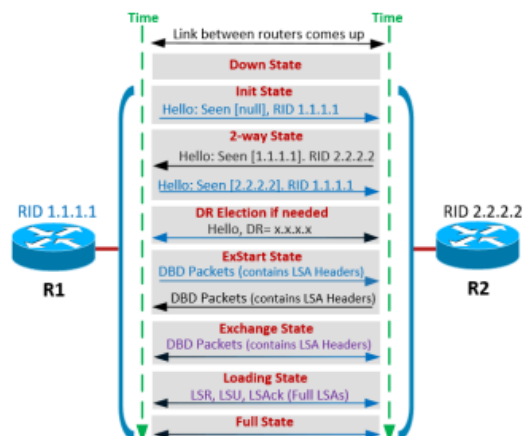 Time
Time
Link between routers comes up
Down State
Init State
Hello: Seen [null], RID 1.1.1.1
2-way State
Hello: Seen [1.1.1.1]. RID 2.2.2.2
Hello: Seen [2.2.2.2]. RID 1.1.1.1
RID 1.1.1.1
R1
DR Election if needed
Hello, DR= x.x.x.x
RID 2.2.2.2
R2
ExStart State
DBD Packets (contains LSA Headers)
DBD Packets (contains LSA Headers)
Exchange State
DBD Packets (contains LSA Headers)
Loading State
LSR, LSU, LSAck (Full LSAs)
Full State